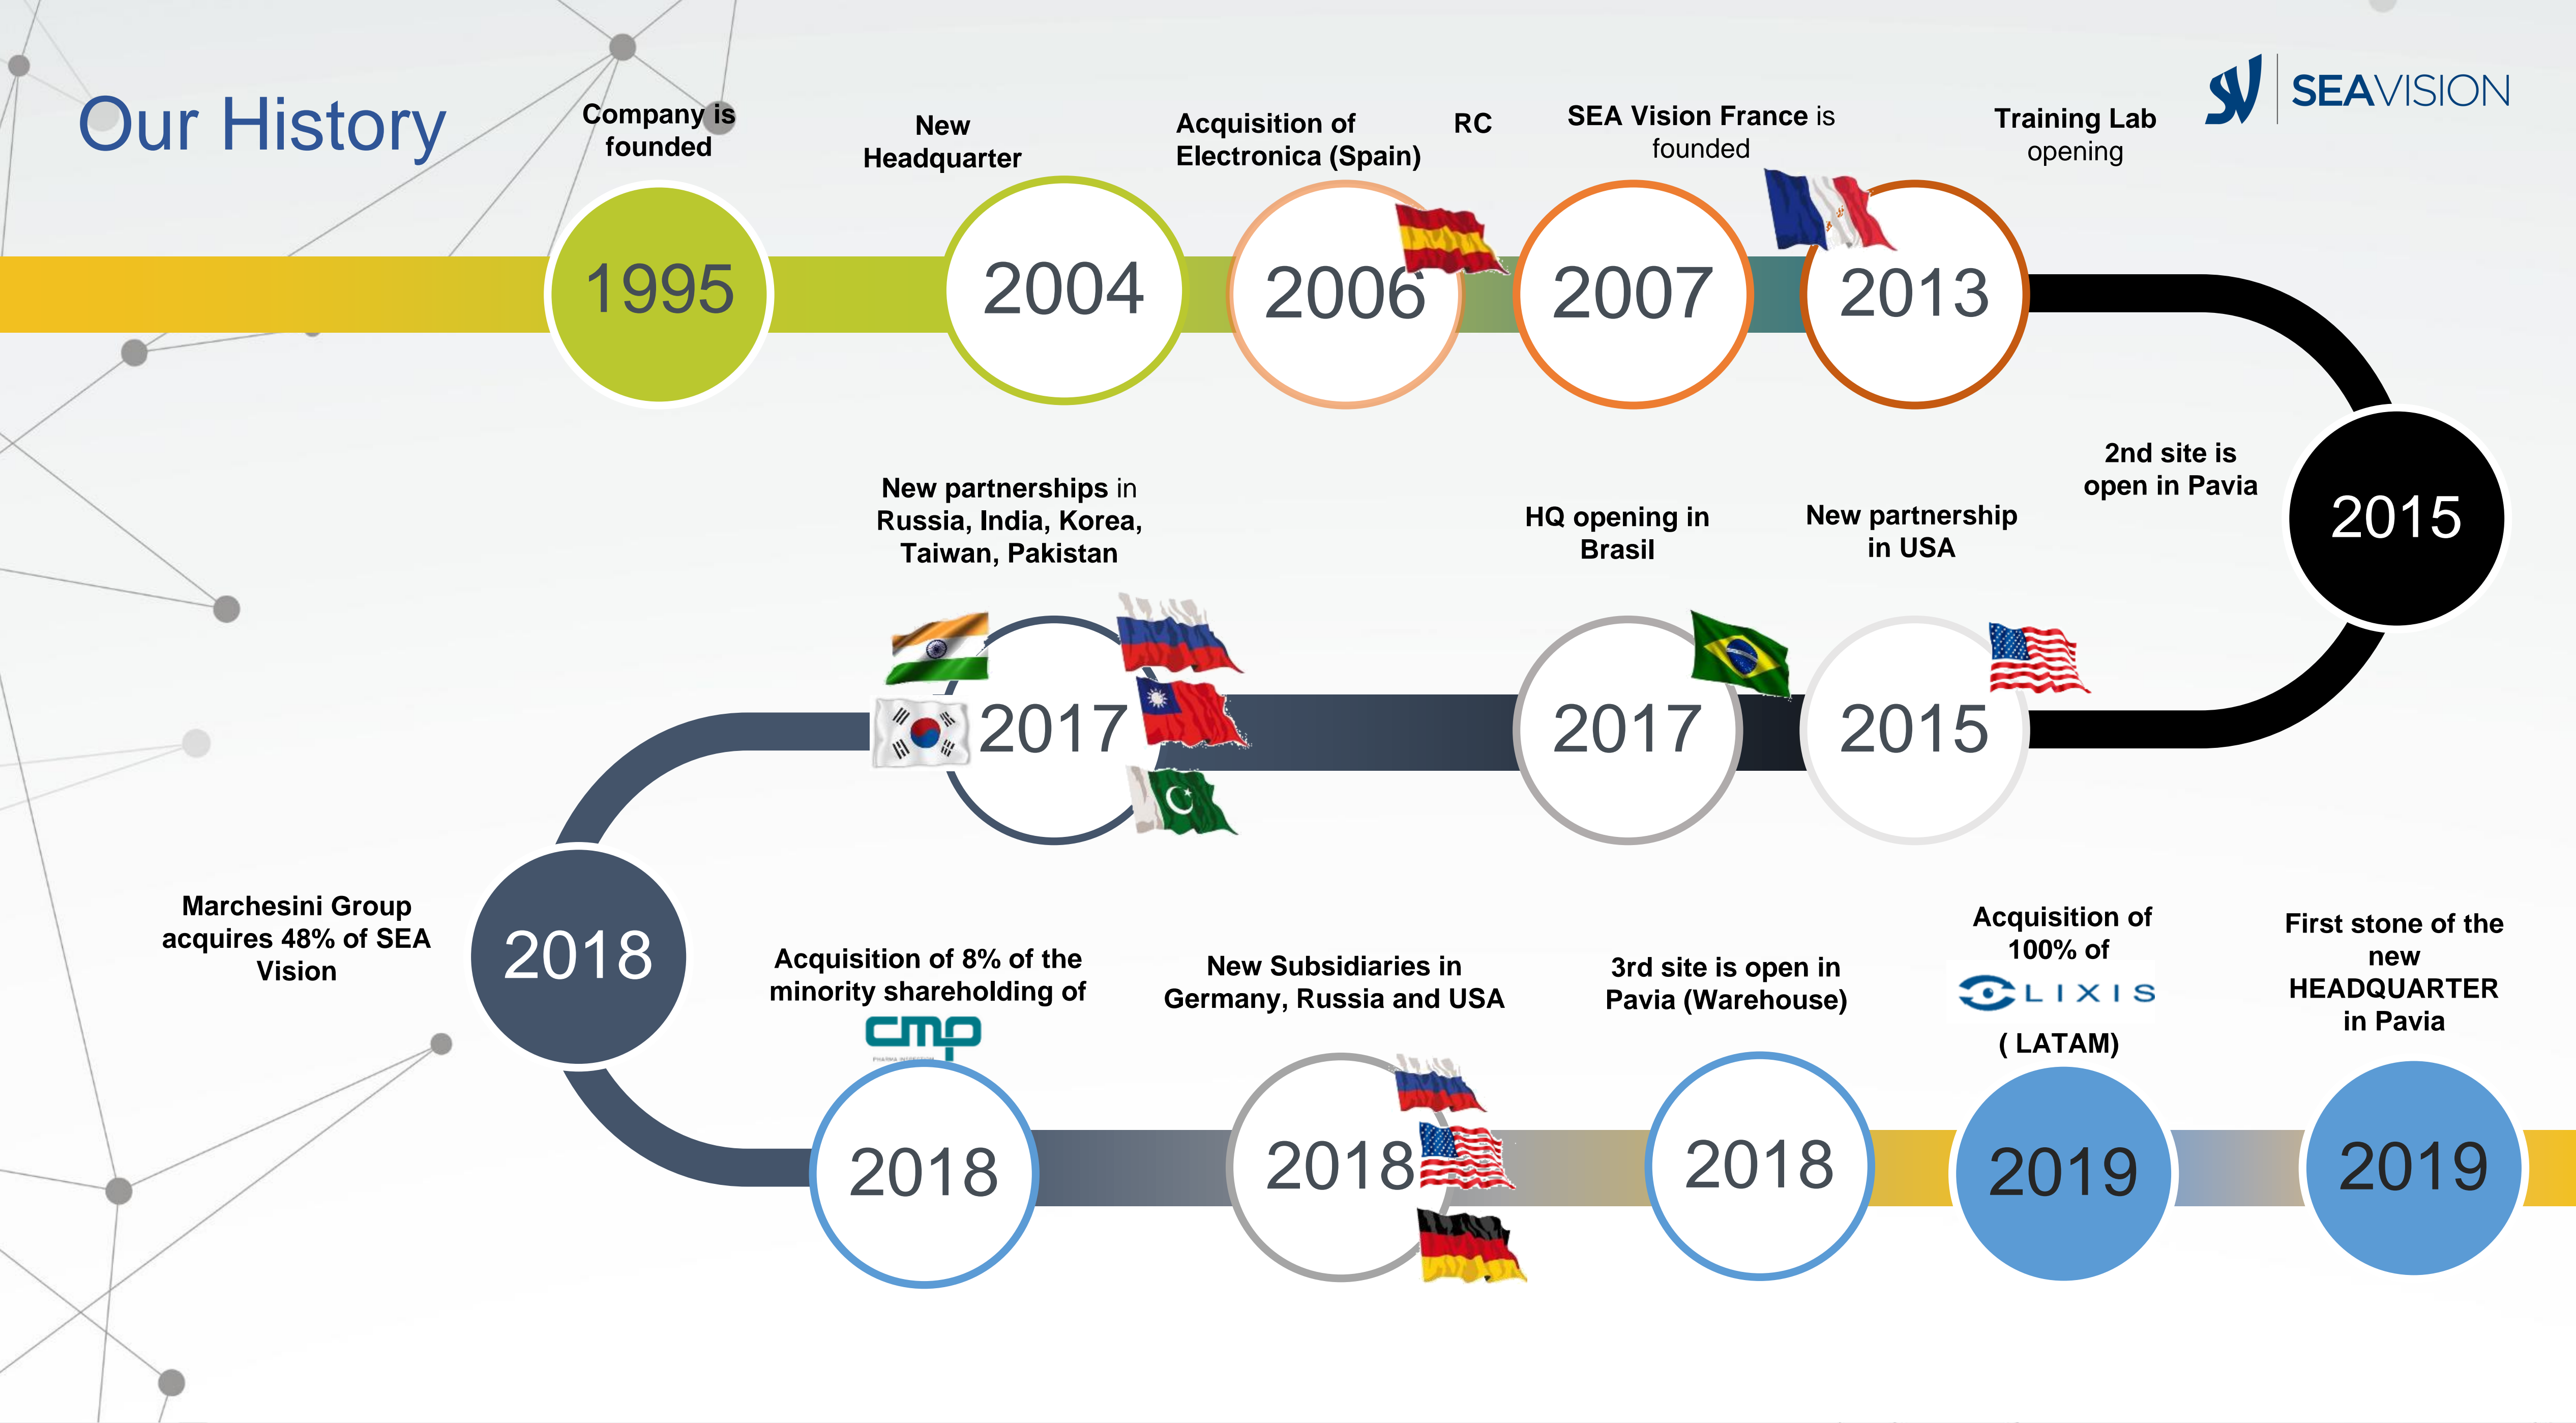 Our History
SEAVISION
Company is
founded
1995
New
Headquarter
2004
Acquisition of RC
Electronica (Spain)
2006
SEA Vision France is
founded
2007
Training Lab
opening
2013
2nd site is
open in Pavia
2015
New partnership
in USA
2015
HQ opening in
Brasil
2017
New partnerships in
Russia, India, Korea,
Taiwan, Pakistan
2017
Marchesini Group
acquires 48% of SEA
Vision
2018
Acquisition of 8% of the
minority shareholding of
cmp
PHARMA INSPECTION
2018
New Subsidiaries in
Germany, Russia and USA
2018
3rd site is open in
Pavia (Warehouse)
2018
Acquisition of
100% of
LIXIS
( LATAM)
2019
First stone of the
new
HEADQUARTER
in Pavia
2019